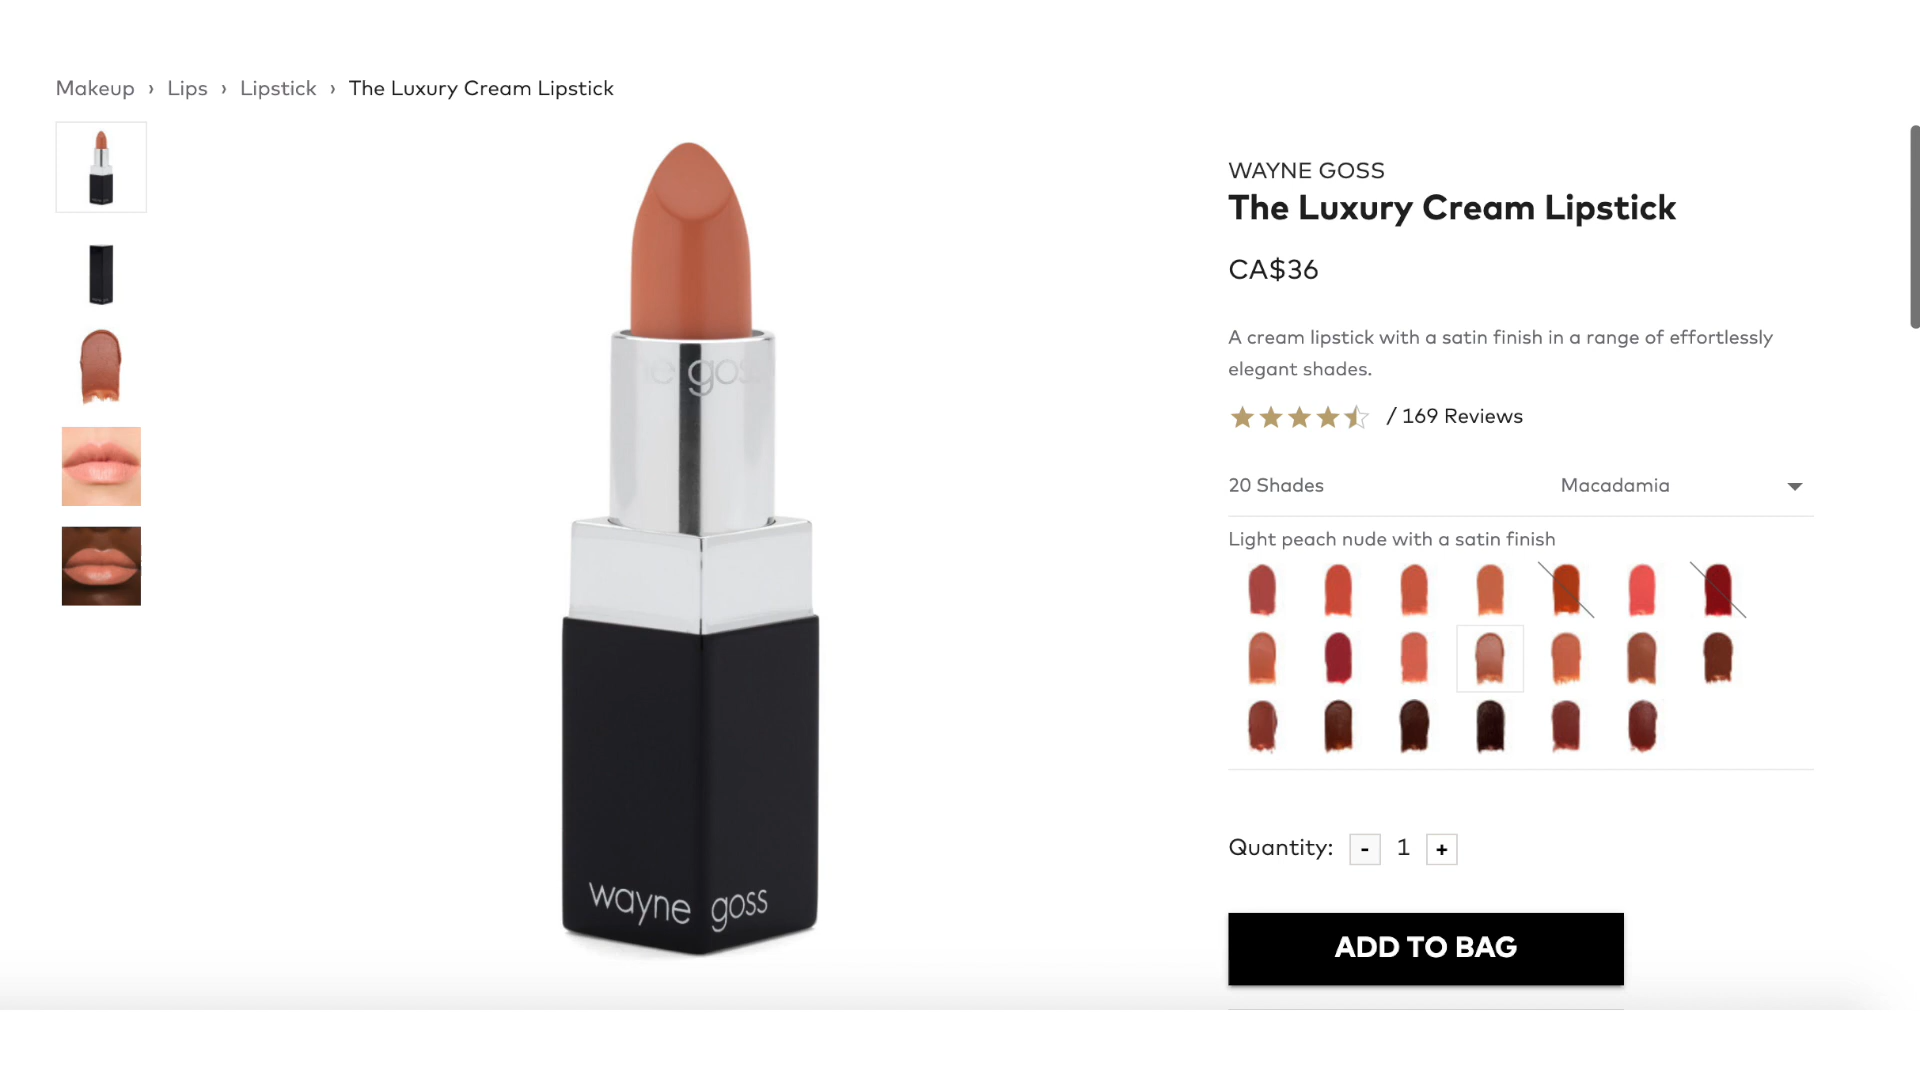 Makeup › Lips › Lipstick › The Luxury Cream Lipstick
WAYNE GOSS
The Luxury Cream Lipstick
CA$36
A cream lipstick with a satin finish in a range of effortlessly
elegant shades.
/ 169 Reviews
20 Shades Macadamia
Light peach nude with a satin finish
Quantity: - 1 +
ADD TO BAG
ne goss
wayne goss